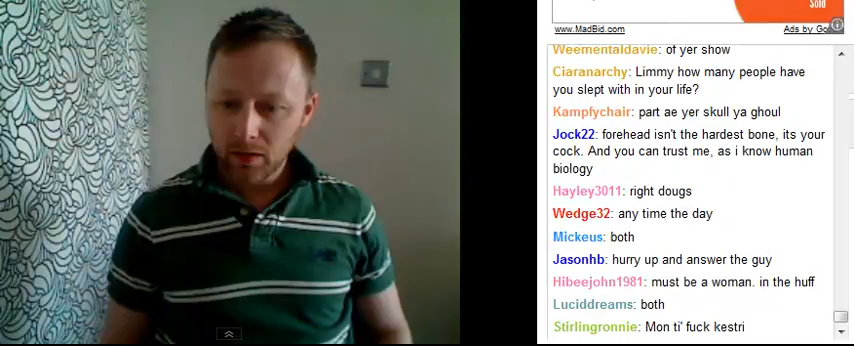 Sold
www.MadBid.com
Ads by Go
Weementaldavie: of yer show
Ciaranarchy: Limmy how many people have
you slept with in your life?
Kampfychair: part ae yer skull ya ghoul
Jock22: forehead isn't the hardest bone, its your
cock. And you can trust me, as i know human
biology
Hayley3011: right dougs
Wedge32: any time the day
Mickeus: both
Jasonhb: hurry up and answer the guy
Hibeejohn1981: must be a woman. in the huff
Luciddreams: both
Stirlingronnie: Mon ti' fuck kestri